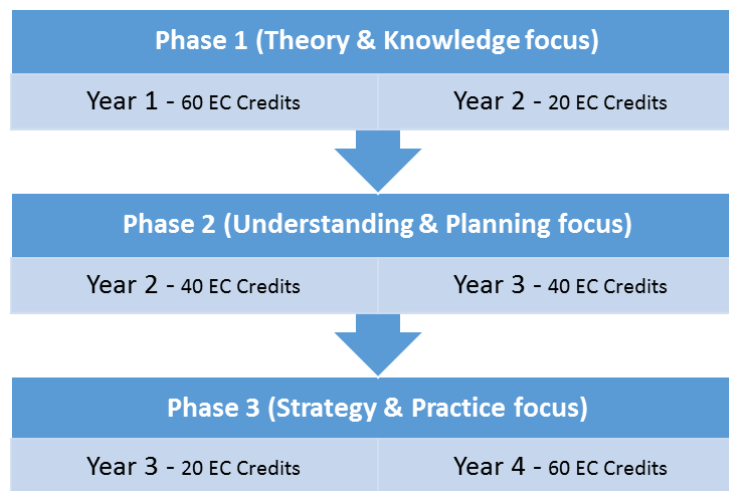 Phase 1 (Theory & Knowledge focus)
Year 1 - 60 EC Credits
Year 2 - 20 EC Credits
Phase 2 (Understanding & Planning focus)
Year 2 - 40 EC Credits
Year 3 - 40 EC Credits
Phase 3 (Strategy & Practice focus)
Year 3 - 20 EC Credits
Year 4 - 60 EC Credits